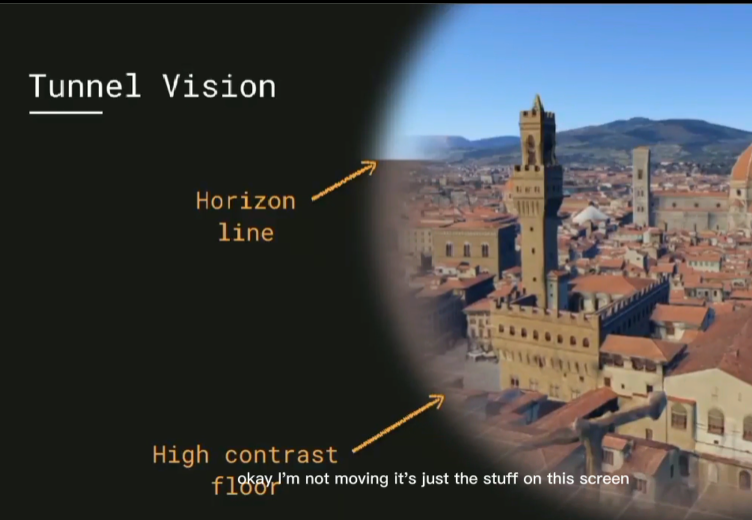 Tunnel Vision
Horizon
line
High contrast
floor
okay I'm not moving it's just the stuff on this screen